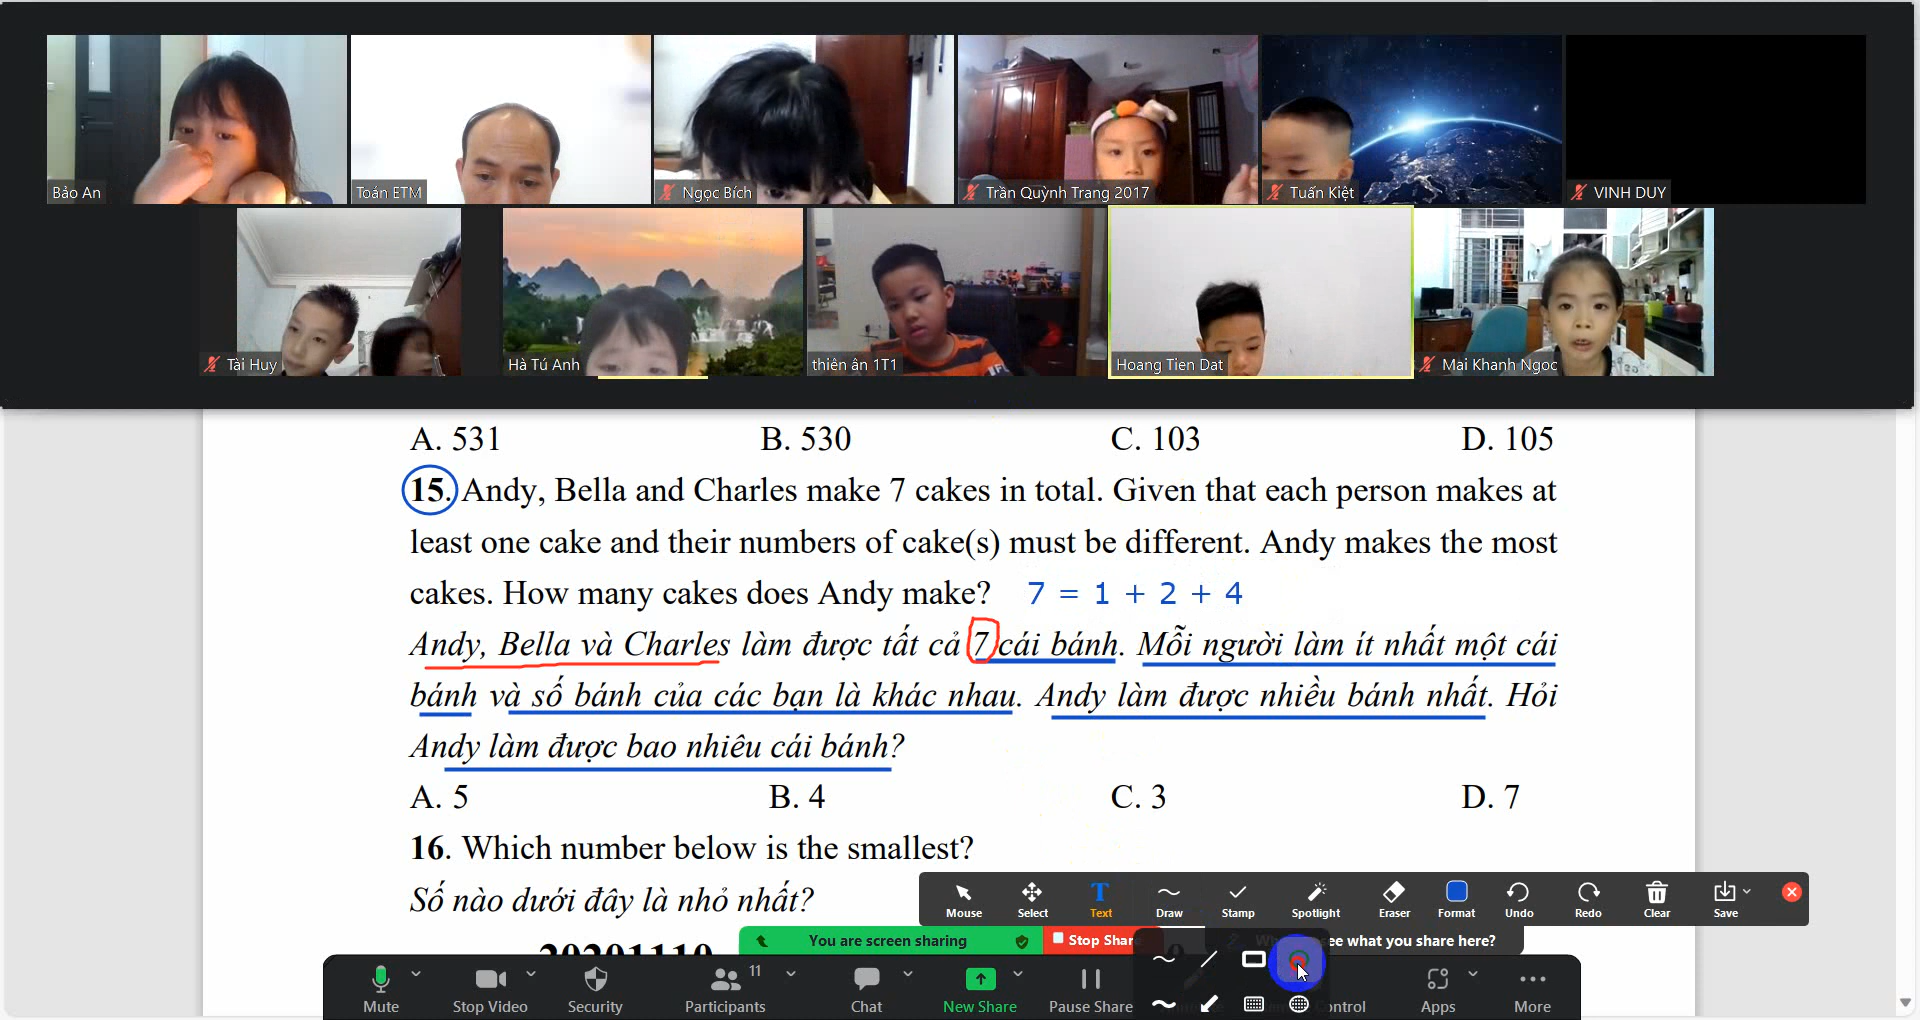 Bảo An
Toán ETM
Ngọc Bích
Trần Quỳnh Trang 2017
Tuấn Kiệt
VINH DUY
Tài Huy
Hà Tú Anh
thiên ân 1T1
Hoang Tien Dat
Mai Khanh Ngoc
A. 531 B. 530 C. 103 D. 105
15. Andy, Bella and Charles make 7 cakes in total. Given that each person makes at
least one cake and their numbers of cake(s) must be different. Andy makes the most
cakes. How many cakes does Andy make? 7 = 1 + 2 + 4
Andy, Bella và Charles làm được tất cả 7 cái bánh. Mỗi người làm ít nhất một cái
bánh và số bánh của các bạn là khác nhau. Andy làm được nhiều bánh nhất. Hỏi
Andy làm được bao nhiêu cái bánh?
A. 5 B. 4 C. 3 D. 7
16. Which number below is the smallest?
Số nào dưới đây là nhỏ nhất?
Mouse Select Text Draw Stamp Spotlight Eraser Format Undo Redo Clear Save
You are screen sharing Stop Share see what you share here?
11
Mute Stop Video Security Participants Chat New Share Pause Share Apps More